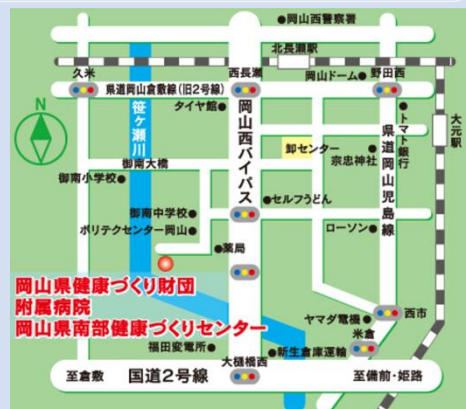 岡山西警察署
北長瀬駅
久米
西長瀬
岡山ドーム
野田西
県道岡山倉敷線(旧2号線)
タイヤ館
大元駅
N
笹ヶ瀬川
岡山西バイパス
トマト銀行
県道岡山児島線
卸センター
宗忠神社
御南大橋
御南小学校
御南中学校
セルフうどん
ポリテクセンター岡山
ローソン
薬局
岡山県健康づくり財団
附属病院
岡山県南部健康づくりセンター
ヤマダ電機
西市
米倉
福田変電所
新生倉庫運輸
至倉敷
国道2号線
大樋橋西
至備前・姫路